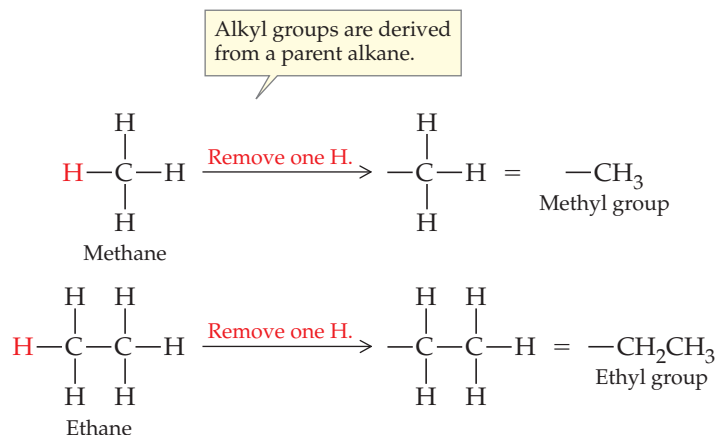 Alkyl groups are derived
from a parent alkane.
H H
H—C—H Remove one H. —C—H = —CH₃
H H
Methyl group
Methane
H H H H
H—C—C—H Remove one H. —C—C—H = —CH₂CH₃
H H H H
Ethyl group
Ethane